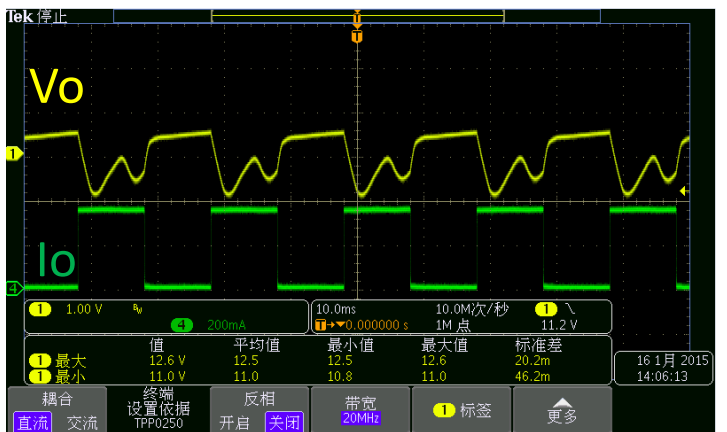 Tek 停止
T
Vo
1
Io
4
1 1.00 V BW
4 200mA
10.0ms 10.0M次/秒 1 \
T→▼0.000000 s 1M 点 11.2 V
值 平均值 最小值 最大值 标准差
1 最大 12.6 V 12.5 12.5 12.6 20.2m
1 最小 11.0 V 11.0 10.8 11.0 46.2m
16 1月 2015
14:06:13
耦合
直流 交流
终端
设置依据
TPP0250
反相
开启 关闭
带宽
20MHz
1 标签
更多